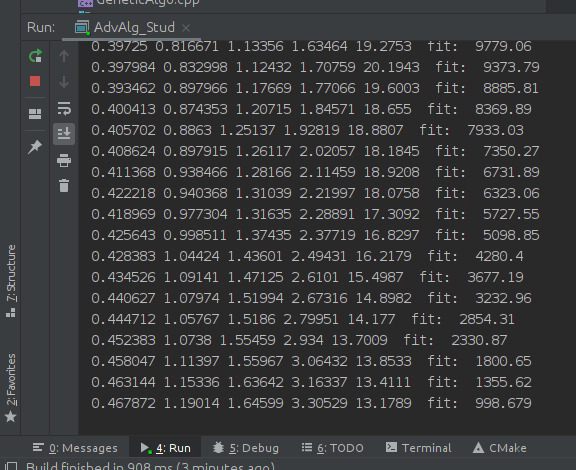 GeneticAlgo.cpp
Run: AdvAlg_Stud
0.39725 0.816671 1.13356 1.63464 19.2753 fit: 9779.06
0.397984 0.832998 1.12432 1.70759 20.1943 fit: 9373.79
0.393462 0.897966 1.17669 1.77066 19.6003 fit: 8885.81
0.400413 0.874353 1.20715 1.84571 18.655 fit: 8369.89
0.405702 0.8863 1.25137 1.92819 18.8807 fit: 7933.03
0.408624 0.897915 1.26117 2.02057 18.1845 fit: 7350.27
0.411368 0.938466 1.28166 2.11459 18.9208 fit: 6731.89
0.422218 0.940368 1.31039 2.21997 18.0758 fit: 6323.06
0.418969 0.977304 1.31635 2.28891 17.3092 fit: 5727.55
0.425643 0.998511 1.37435 2.37719 16.8297 fit: 5098.85
0.428383 1.04424 1.43601 2.49431 16.2179 fit: 4280.4
0.434526 1.09141 1.47125 2.6101 15.4987 fit: 3677.19
0.440627 1.07974 1.51994 2.67316 14.8982 fit: 3232.96
0.444712 1.05767 1.5186 2.79951 14.177 fit: 2854.31
0.452383 1.0738 1.55459 2.934 13.7009 fit: 2330.87
0.458047 1.11397 1.55967 3.06432 13.8533 fit: 1800.65
0.463144 1.15336 1.63642 3.16337 13.4111 fit: 1355.62
0.467872 1.19014 1.64599 3.30529 13.1789 fit: 998.679
7: Structure
2: Favorites
0: Messages 4: Run 5: Debug 6: TODO Terminal CMake
Build finished in 908 ms (3 minutes ago)